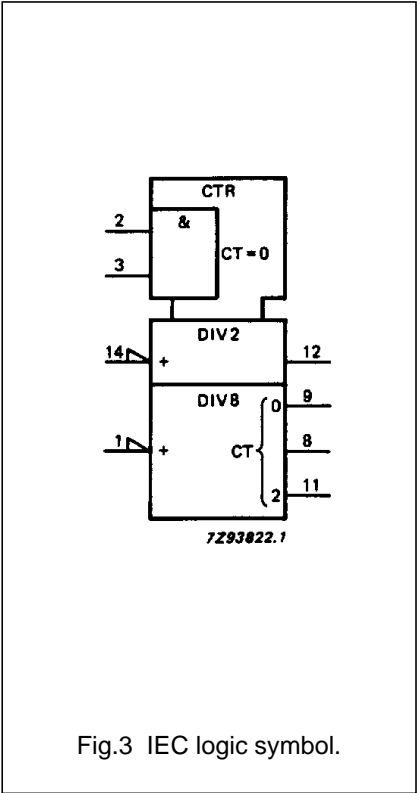 CTR
&
2
CT=0
3
DIV2
14
+
12
DIV8
9
0
1
+
CT
8
2
11
7Z93822.1
Fig.3 IEC logic symbol.